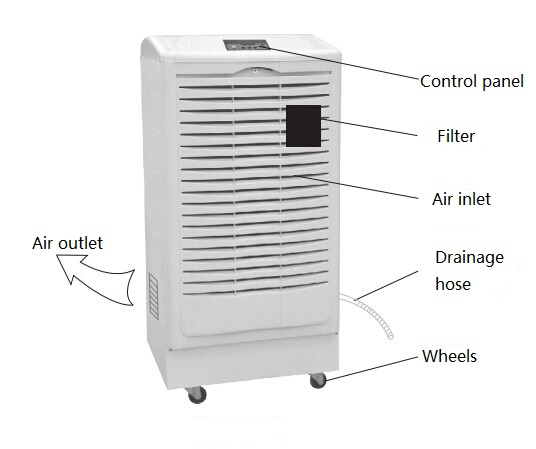 Control panel
Filter
Air inlet
Air outlet
Drainage
hose
Wheels